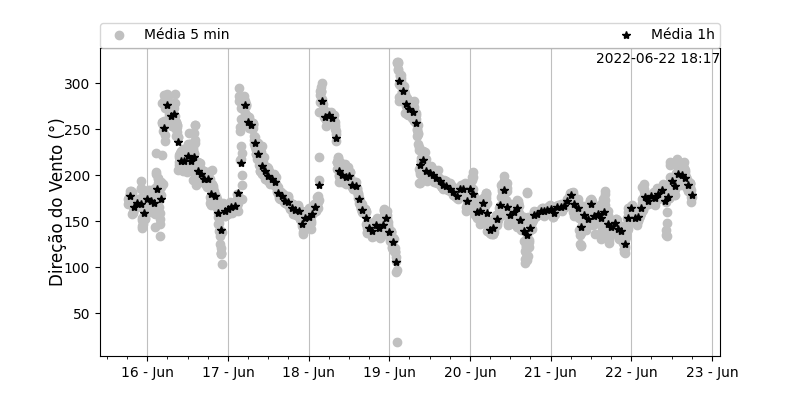 Média 5 min
Média 1h
2022-06-22 18:17
Direção do Vento (°)
300
250
200
150
100
50
16 - Jun
17 - Jun
18 - Jun
19 - Jun
20 - Jun
21 - Jun
22 - Jun
23 - Jun